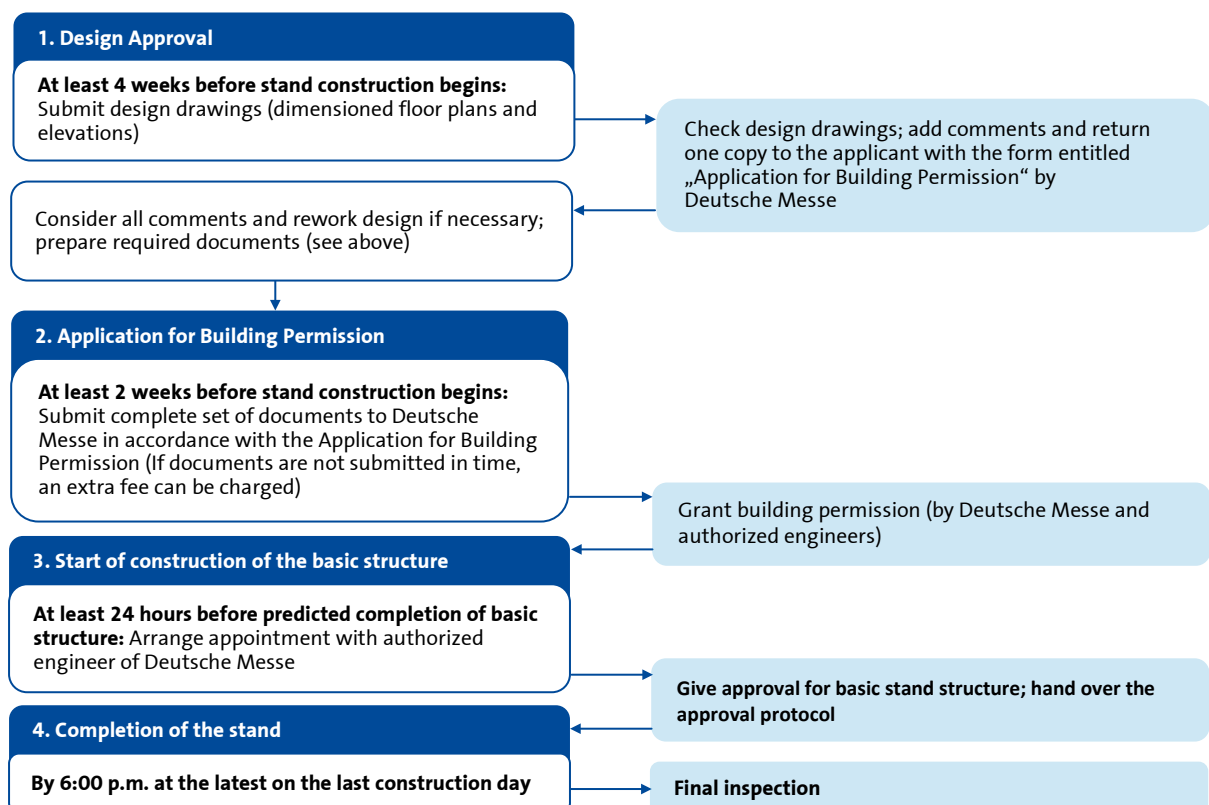 1. Design Approval
At least 4 weeks before stand construction begins:
Submit design drawings (dimensioned floor plans and
elevations)
Check design drawings; add comments and return
one copy to the applicant with the form entitled
„Application for Building Permission“ by
Deutsche Messe
Consider all comments and rework design if necessary;
prepare required documents (see above)
2. Application for Building Permission
At least 2 weeks before stand construction begins:
Submit complete set of documents to Deutsche
Messe in accordance with the Application for Building
Permission (If documents are not submitted in time,
an extra fee can be charged)
Grant building permission (by Deutsche Messe and
authorized engineers)
3. Start of construction of the basic structure
At least 24 hours before predicted completion of basic
structure: Arrange appointment with authorized
engineer of Deutsche Messe
Give approval for basic stand structure; hand over the
approval protocol
4. Completion of the stand
By 6:00 p.m. at the latest on the last construction day
Final inspection